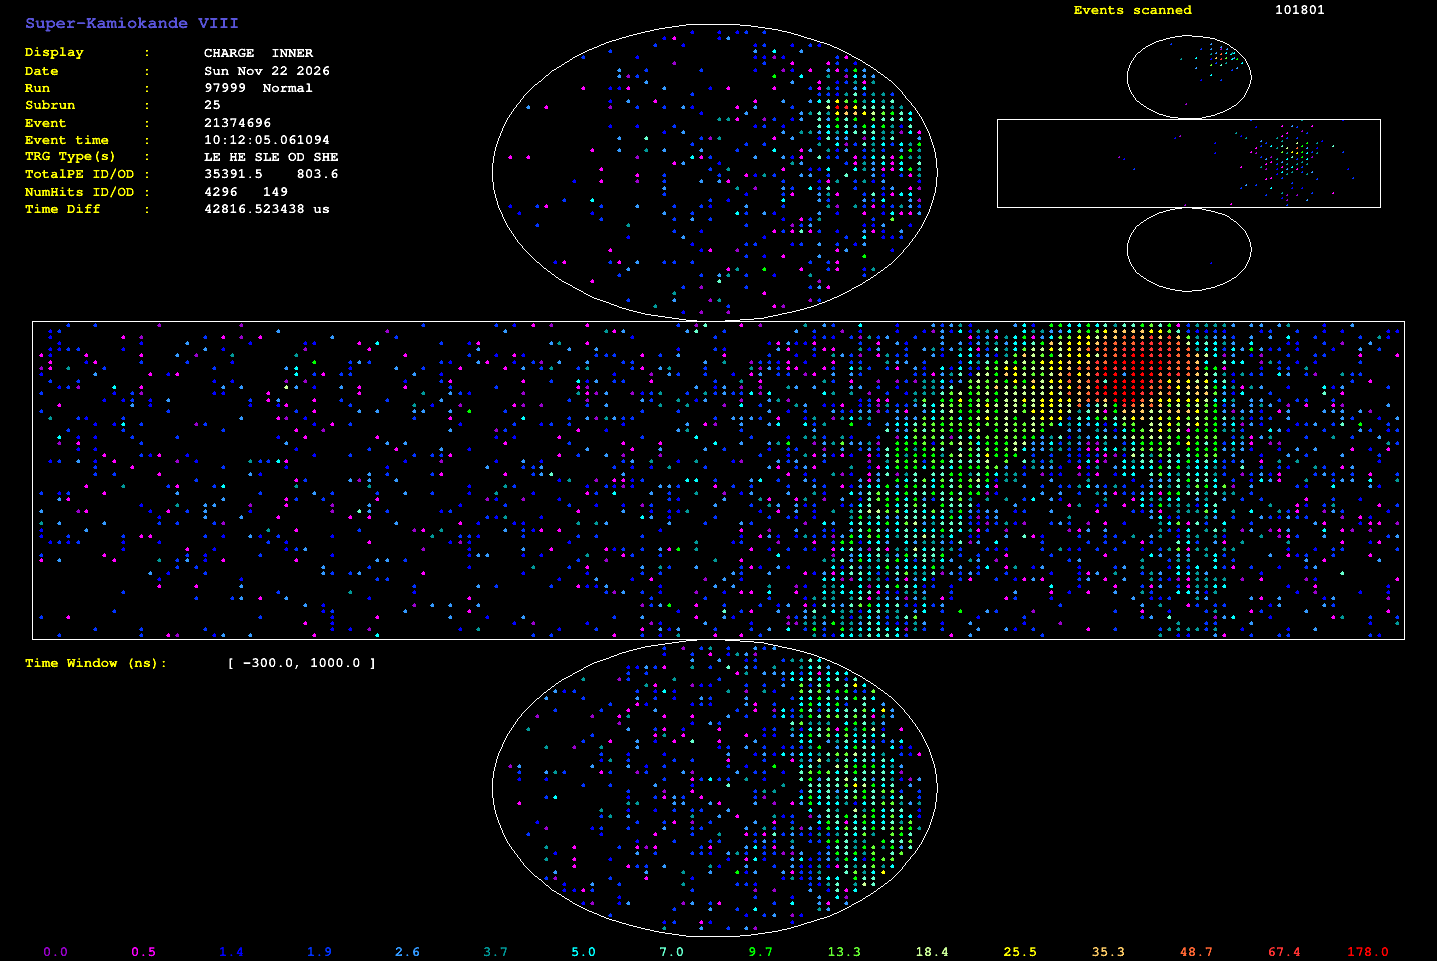 Super-Kamiokande VIII
Events scanned 101801
Display : CHARGE INNER
Date : Sun Nov 22 2026
Run : 97999 Normal
Subrun : 25
Event : 21374696
Event time : 10:12:05.061094
TRG Type(s) : LE HE SLE OD SHE
TotalPE ID/OD : 35391.5 803.6
NumHits ID/OD : 4296 149
Time Diff : 42816.523438 us
Time Window (ns): [ -300.0, 1000.0 ]
0.0 0.5 1.4 1.9 2.6 3.7 5.0 7.0 9.7 13.3 18.4 25.5 35.3 48.7 67.4 178.0